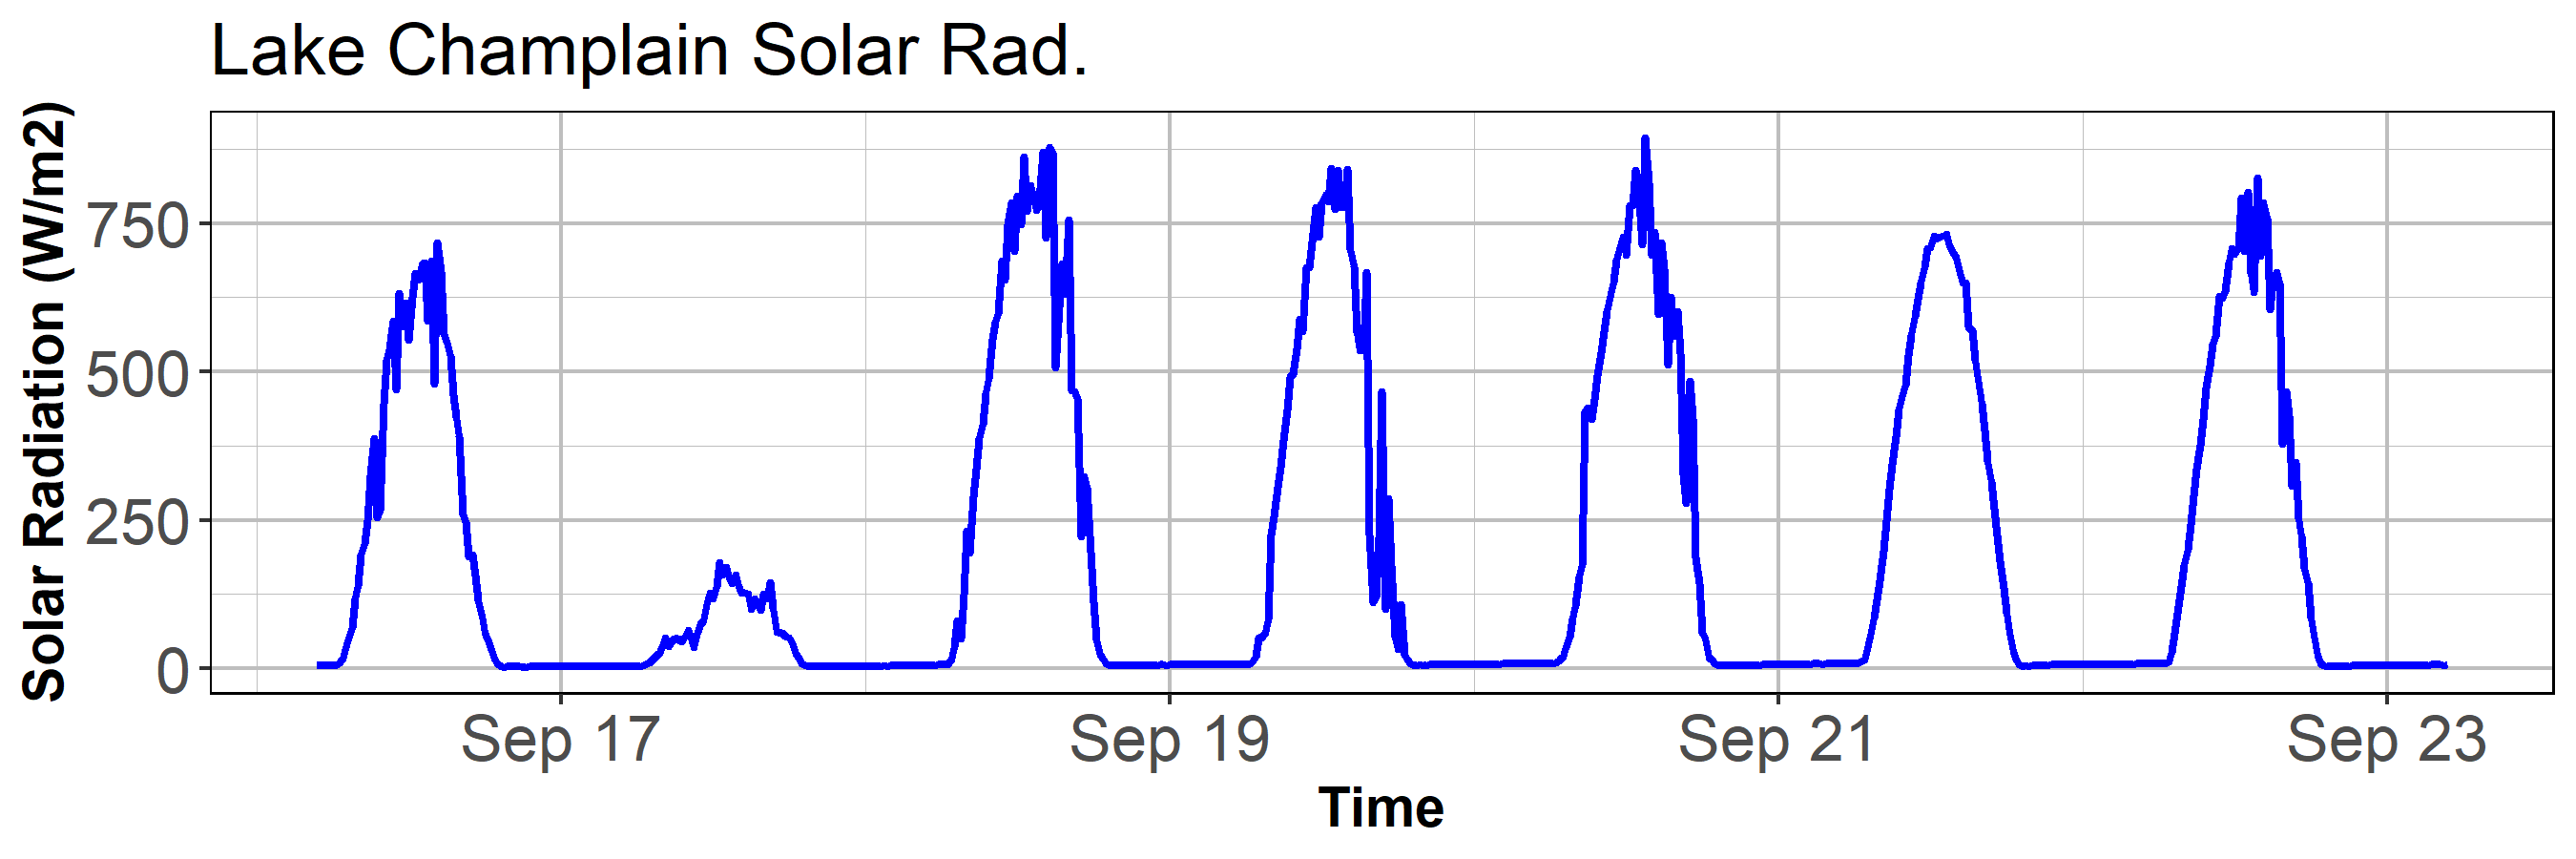 Lake Champlain Solar Rad.
Solar Radiation (W/m2)
750
500
250
0
Sep 17
Sep 19
Sep 21
Sep 23
Time